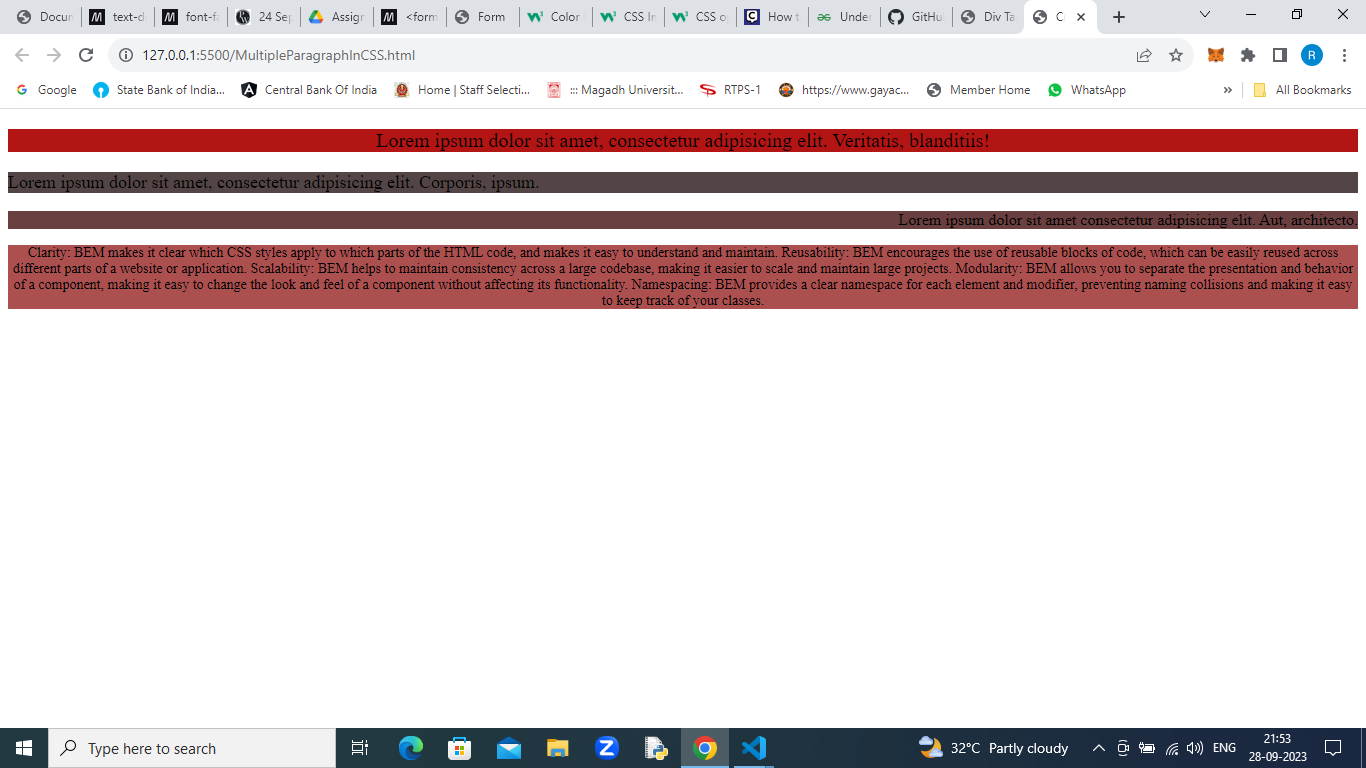 Docum
text-d
font-fa
24 Sep
Assign
<form
Form
Color
CSS In
CSS o
How t
Under
GitHu
Div Ta
127.0.0.1:5500/MultipleParagraphInCSS.html
R
Google
State Bank of India...
Central Bank Of India
Home | Staff Selecti...
::: Magadh Universit...
RTPS-1
https://www.gayac...
Member Home
WhatsApp
»
All Bookmarks
Lorem ipsum dolor sit amet, consectetur adipisicing elit. Veritatis, blanditiis!
Lorem ipsum dolor sit amet, consectetur adipisicing elit. Corporis, ipsum.
Lorem ipsum dolor sit amet consectetur adipisicing elit. Aut, architecto.
Clarity: BEM makes it clear which CSS styles apply to which parts of the HTML code, and makes it easy to understand and maintain. Reusability: BEM encourages the use of reusable blocks of code, which can be easily reused across
different parts of a website or application. Scalability: BEM helps to maintain consistency across a large codebase, making it easier to scale and maintain large projects. Modularity: BEM allows you to separate the presentation and behavior
of a component, making it easy to change the look and feel of a component without affecting its functionality. Namespacing: BEM provides a clear namespace for each element and modifier, preventing naming collisions and making it easy
to keep track of your classes.
Type here to search
32°C Partly cloudy
ENG
21:53
28-09-2023